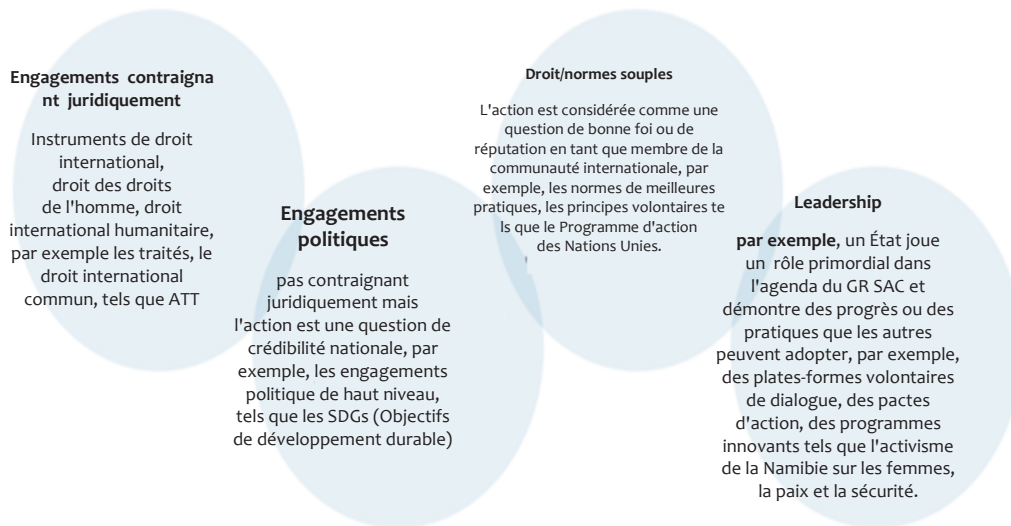 Engagements contraigna
nt juridiquement
Instruments de droit
international,
droit des droits
de l'homme, droit
international humanitaire,
par exemple les traités, le
droit international
commun, tels que ATT
Engagements
politiques
pas contraignant
juridiquement mais
l'action est une question de
crédibilité nationale, par
exemple, les engagements
politique de haut niveau,
tels que les SDGs (Objectifs
de développement durable)
Droit/normes souples
L'action est considérée comme une
question de bonne foi ou de
réputation en tant que membre de la
communauté internationale, par
exemple, les normes de meilleures
pratiques, les principes volontaires te
ls que le Programme d'action
des Nations Unies.
Leadership
par exemple, un État joue
un rôle primordial dans
l'agenda du GR SAC et
démontre des progrès ou des
pratiques que les autres
peuvent adopter, par exemple,
des plates-formes volontaires
de dialogue, des pactes
d'action, des programmes
innovants tels que l'activisme
de la Namibie sur les femmes,
la paix et la sécurité.